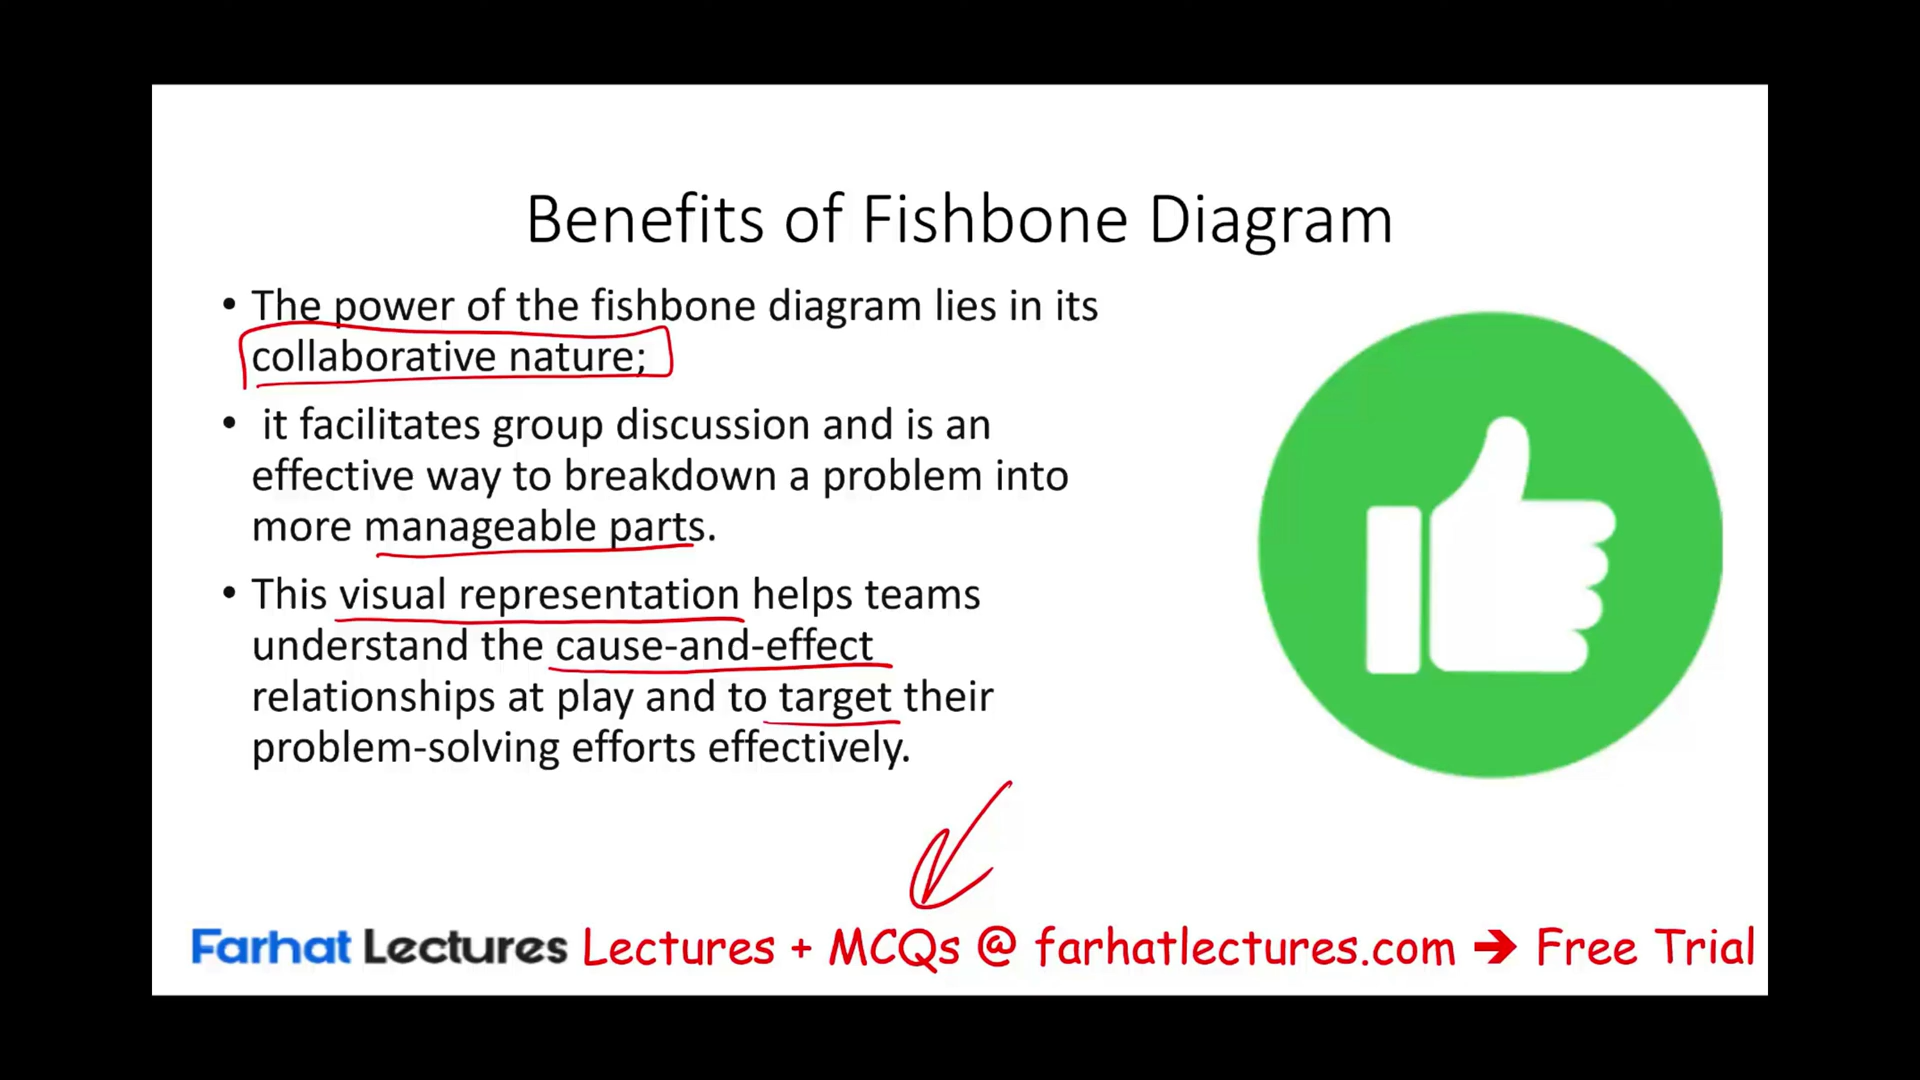 Benefits of Fishbone Diagram
• The power of the fishbone diagram lies in its
collaborative nature;
• it facilitates group discussion and is an
effective way to breakdown a problem into
more manageable parts.
• This visual representation helps teams
understand the cause-and-effect
relationships at play and to target their
problem-solving efforts effectively.
Farhat Lectures Lectures + MCQs @ farhatlectures.com → Free Trial